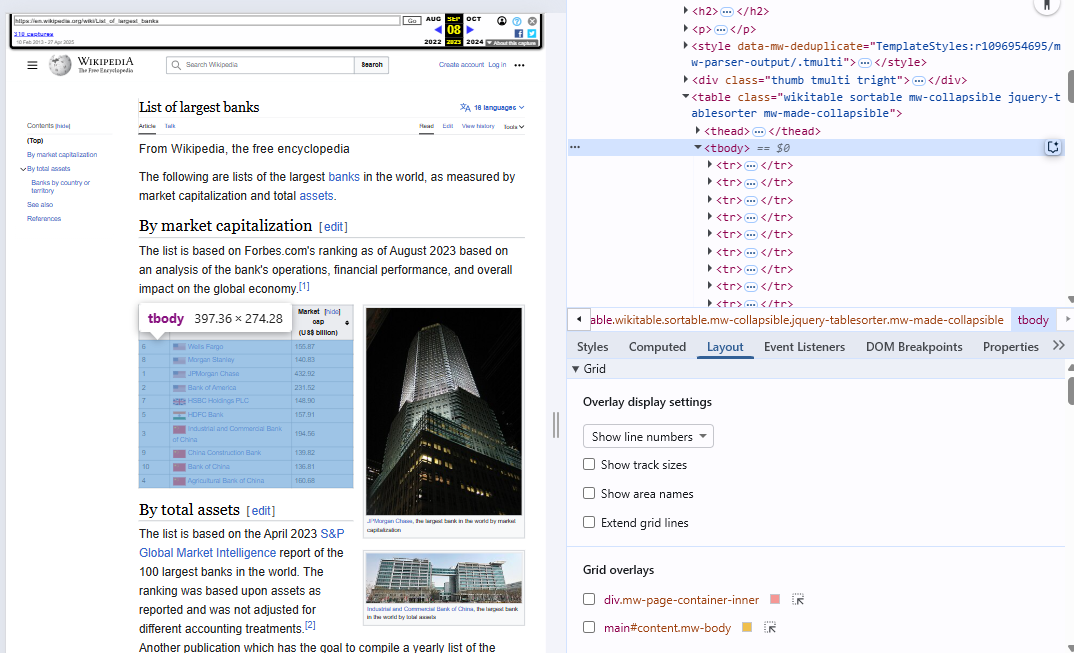 https://en.wikipedia.org/wiki/List_of_largest_banks
Go
AUG SEP OCT
08
2022 2023 2024
318 captures
10 Feb 2013 - 27 Apr 2025
About this capture
WIKIPEDIA
The Free Encyclopedia
Search Wikipedia
Search
Create account Log in
List of largest banks
18 languages
Contents [hide]
(Top)
By market capitalization
By total assets
Banks by country or
territory
See also
References
Article Talk
Read Edit View history Tools
From Wikipedia, the free encyclopedia
The following are lists of the largest banks in the world, as measured by
market capitalization and total assets.
By market capitalization [edit]
The list is based on Forbes.com's ranking as of August 2023 based on
an analysis of the bank's operations, financial performance, and overall
impact on the global economy.[1]
tbody 397.36 × 274.28
Market [hide]
cap
(US$ billion)
6 Wells Fargo 155.87
8 Morgan Stanley 140.83
1 JPMorgan Chase 432.92
2 Bank of America 231.52
7 HSBC Holdings PLC 148.90
5 HDFC Bank 157.91
3 Industrial and Commercial Bank of China 194.56
9 China Construction Bank 139.82
10 Bank of China 136.81
4 Agricultural Bank of China 160.68
JPMorgan Chase, the largest bank in the world by market
capitalization
By total assets [edit]
The list is based on the April 2023 S&P
Global Market Intelligence report of the
100 largest banks in the world. The
ranking was based upon assets as
reported and was not adjusted for
different accounting treatments.[2]
Another publication which has the goal to compile a yearly list of the
Industrial and Commercial Bank of China, the largest bank
in the world by total assets
<h2> ••• </h2>
<p> ••• </p>
<style data-mw-deduplicate="TemplateStyles:r1096954695/m
w-parser-output/.tmulti"> ••• </style>
<div class="thumb tmulti tright"> ••• </div>
<table class="wikitable sortable mw-collapsible jquery-t
ablesorter mw-made-collapsible">
<thead> ••• </thead>
<tbody> == $0
<tr> ••• </tr>
<tr> ••• </tr>
<tr> ••• </tr>
<tr> ••• </tr>
<tr> ••• </tr>
<tr> ••• </tr>
<tr> ••• </tr>
<tr> ••• </tr>
<tr> ••• </tr>
able.wikitable.sortable.mw-collapsible.jquery-tablesorter.mw-made-collapsible tbody
Styles Computed Layout Event Listeners DOM Breakpoints Properties
Grid
Overlay display settings
Show line numbers
Show track sizes
Show area names
Extend grid lines
Grid overlays
div.mw-page-container-inner
main#content.mw-body